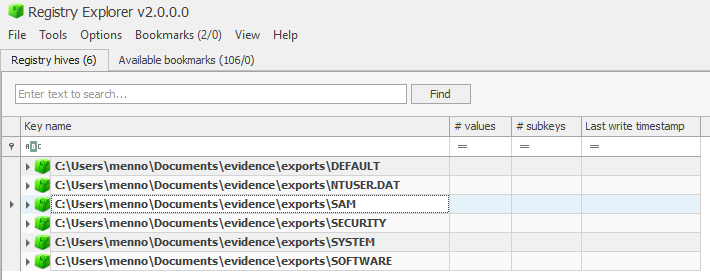 Registry Explorer v2.0.0.0
File Tools Options Bookmarks (2/0) View Help
Registry hives (6) Available bookmarks (106/0)
Enter text to search... Find
Key name # values # subkeys Last write timestamp
ABC = = =
C:\Users\menno\Documents\evidence\exports\DEFAULT
C:\Users\menno\Documents\evidence\exports\NTUSER.DAT
C:\Users\menno\Documents\evidence\exports\SAM
C:\Users\menno\Documents\evidence\exports\SECURITY
C:\Users\menno\Documents\evidence\exports\SYSTEM
C:\Users\menno\Documents\evidence\exports\SOFTWARE